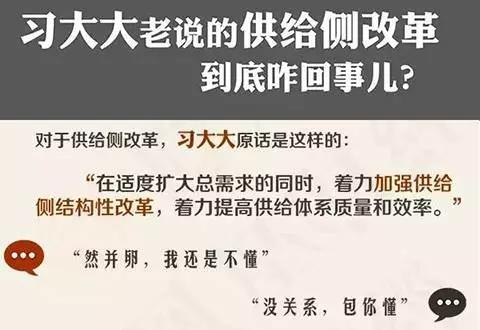 习大大老说的供给侧改革
到底咋回事儿?
对于供给侧改革，习大大原话是这样的：
“在适度扩大总需求的同时，着力加强供给
侧结构性改革，着力提高供给体系质量和效率。”
“然并卵，我还是不懂”
“没关系，包你懂”